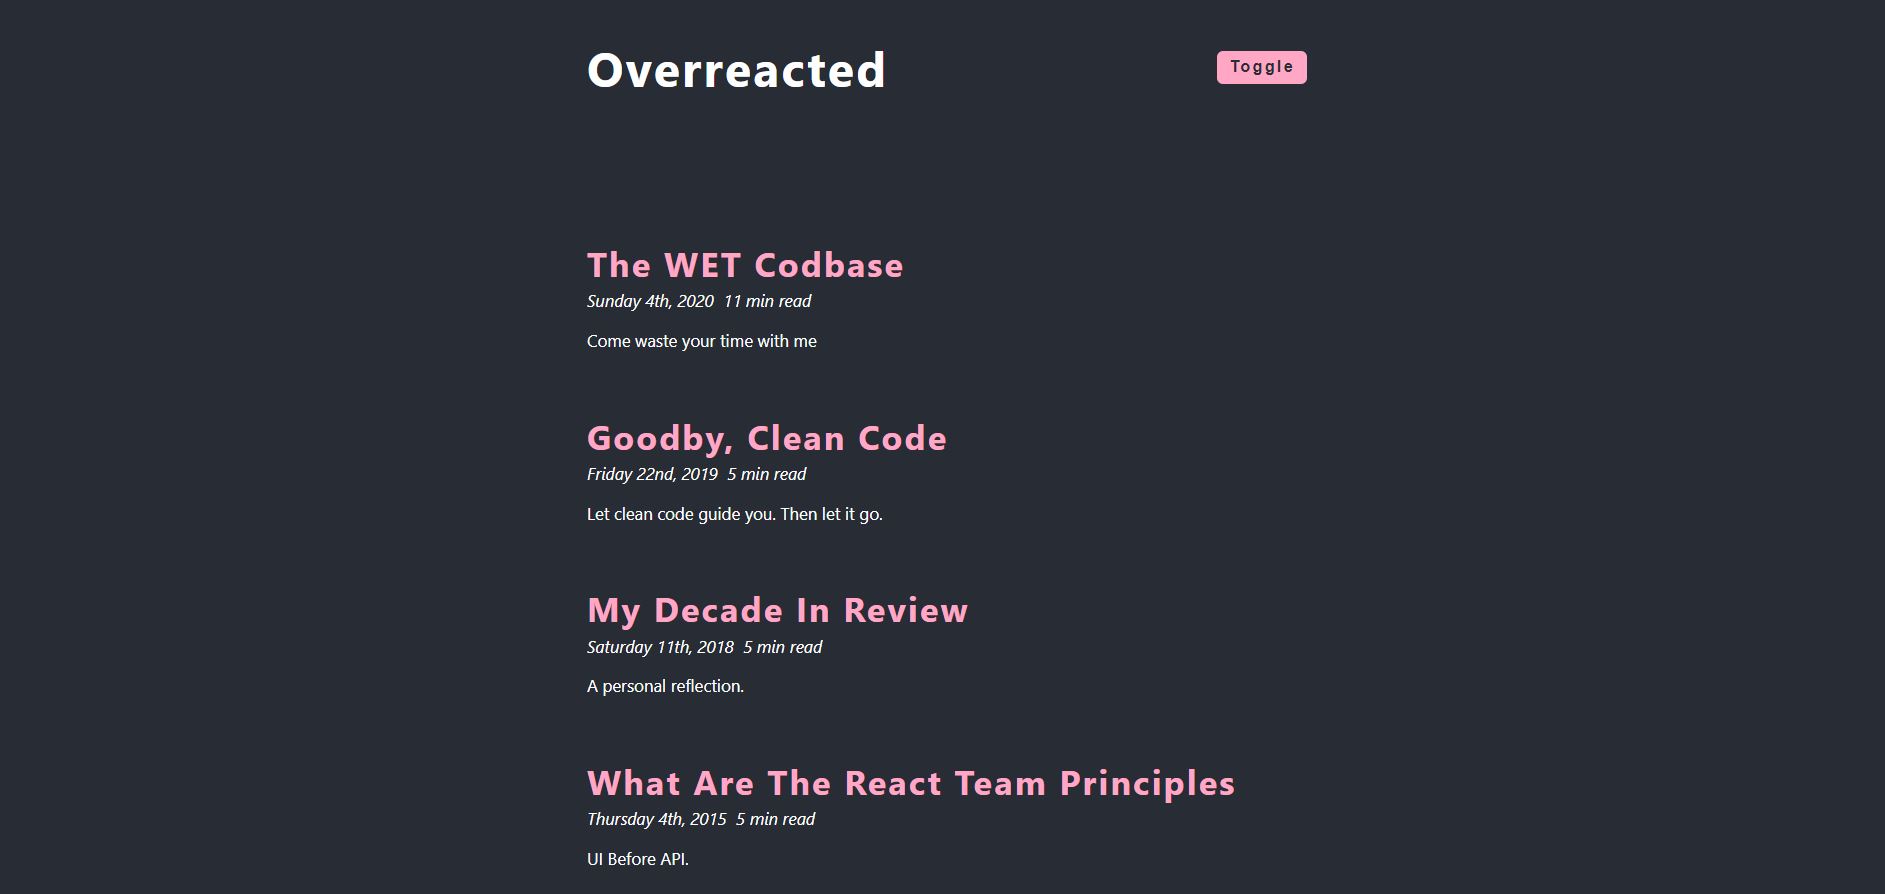 Overreacted
Toggle
The WET Codbase
Sunday 4th, 2020 11 min read
Come waste your time with me
Goodby, Clean Code
Friday 22nd, 2019 5 min read
Let clean code guide you. Then let it go.
My Decade In Review
Saturday 11th, 2018 5 min read
A personal reflection.
What Are The React Team Principles
Thursday 4th, 2015 5 min read
UI Before API.